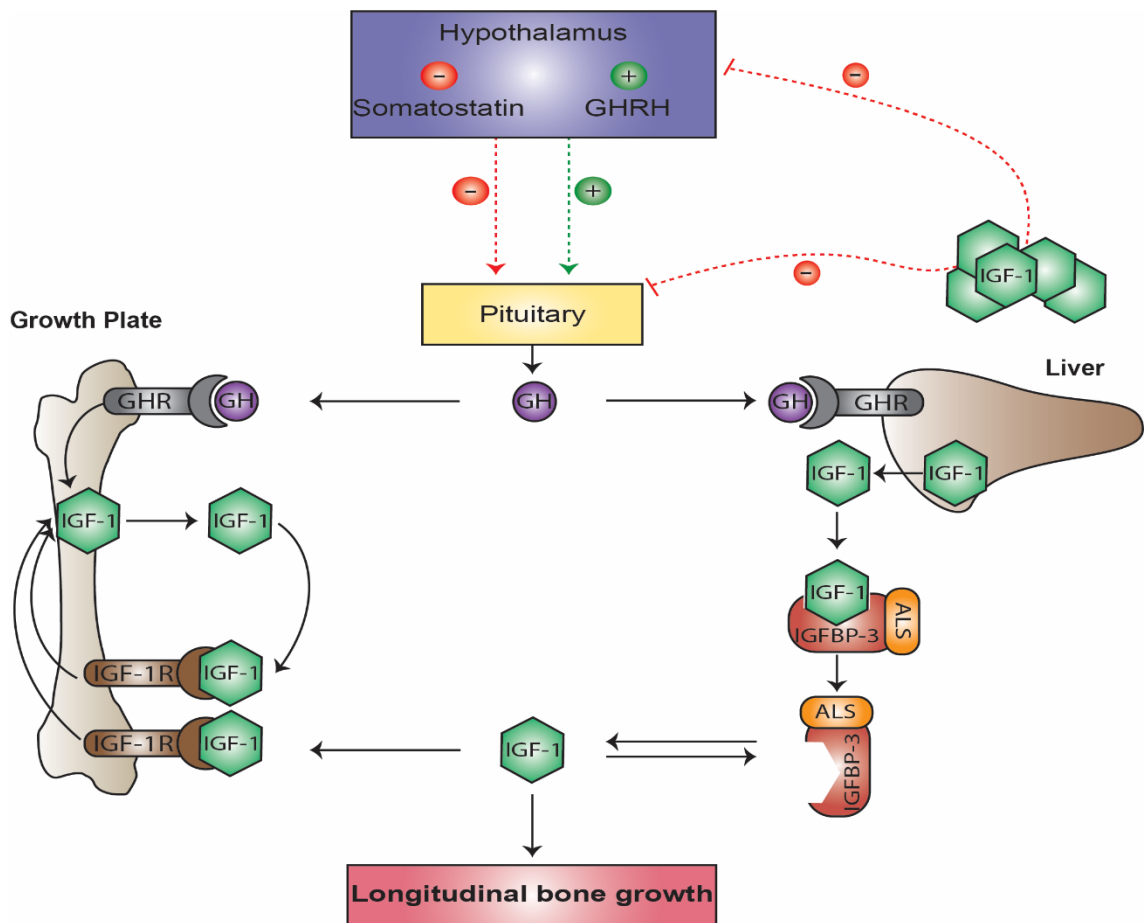 Hypothalamus
−
+
Somatostatin
GHRH
−
−
+
IGF-1
−
Pituitary
Growth Plate
Liver
GHR
GH
GH
GH
GHR
IGF-1
IGF-1
IGF-1
IGF-1
IGF-1
IGFBP-3
ALS
IGF-1R
IGF-1
ALS
IGFBP-3
IGF-1R
IGF-1
IGF-1
Longitudinal bone growth